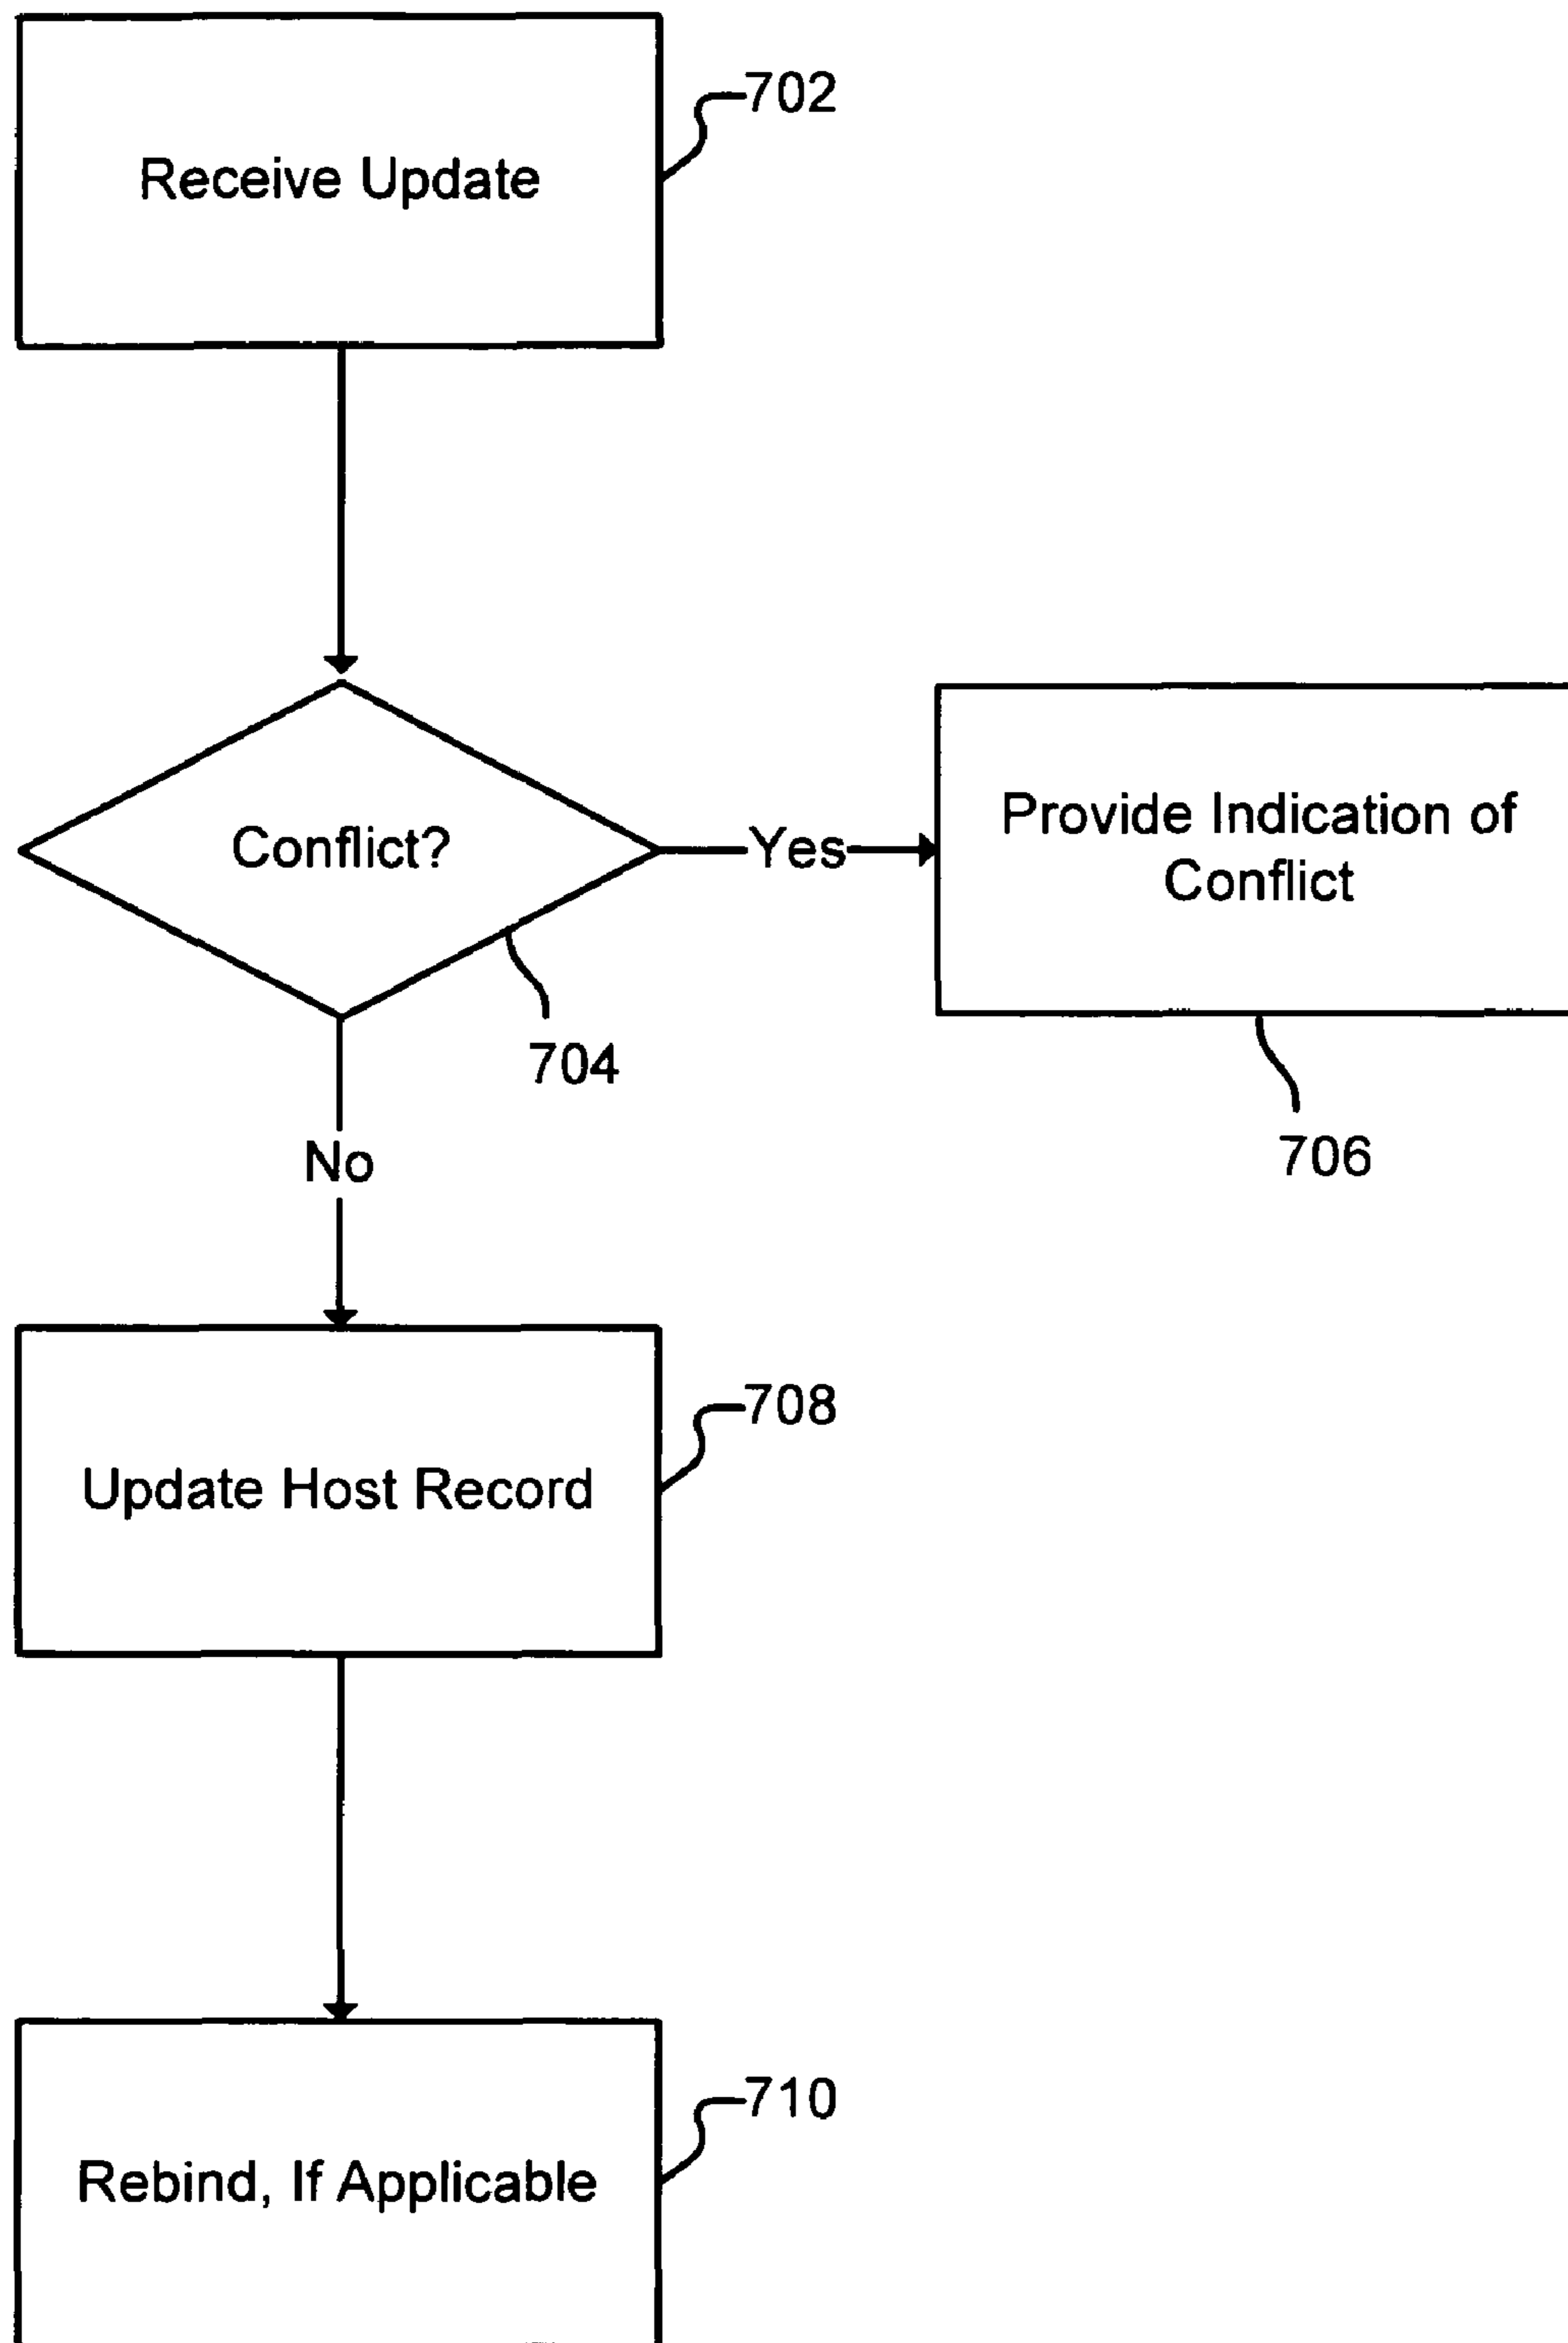 702
Receive Update
Conflict?
Yes
Provide Indication of
Conflict
704
706
No
708
Update Host Record
710
Rebind, If Applicable